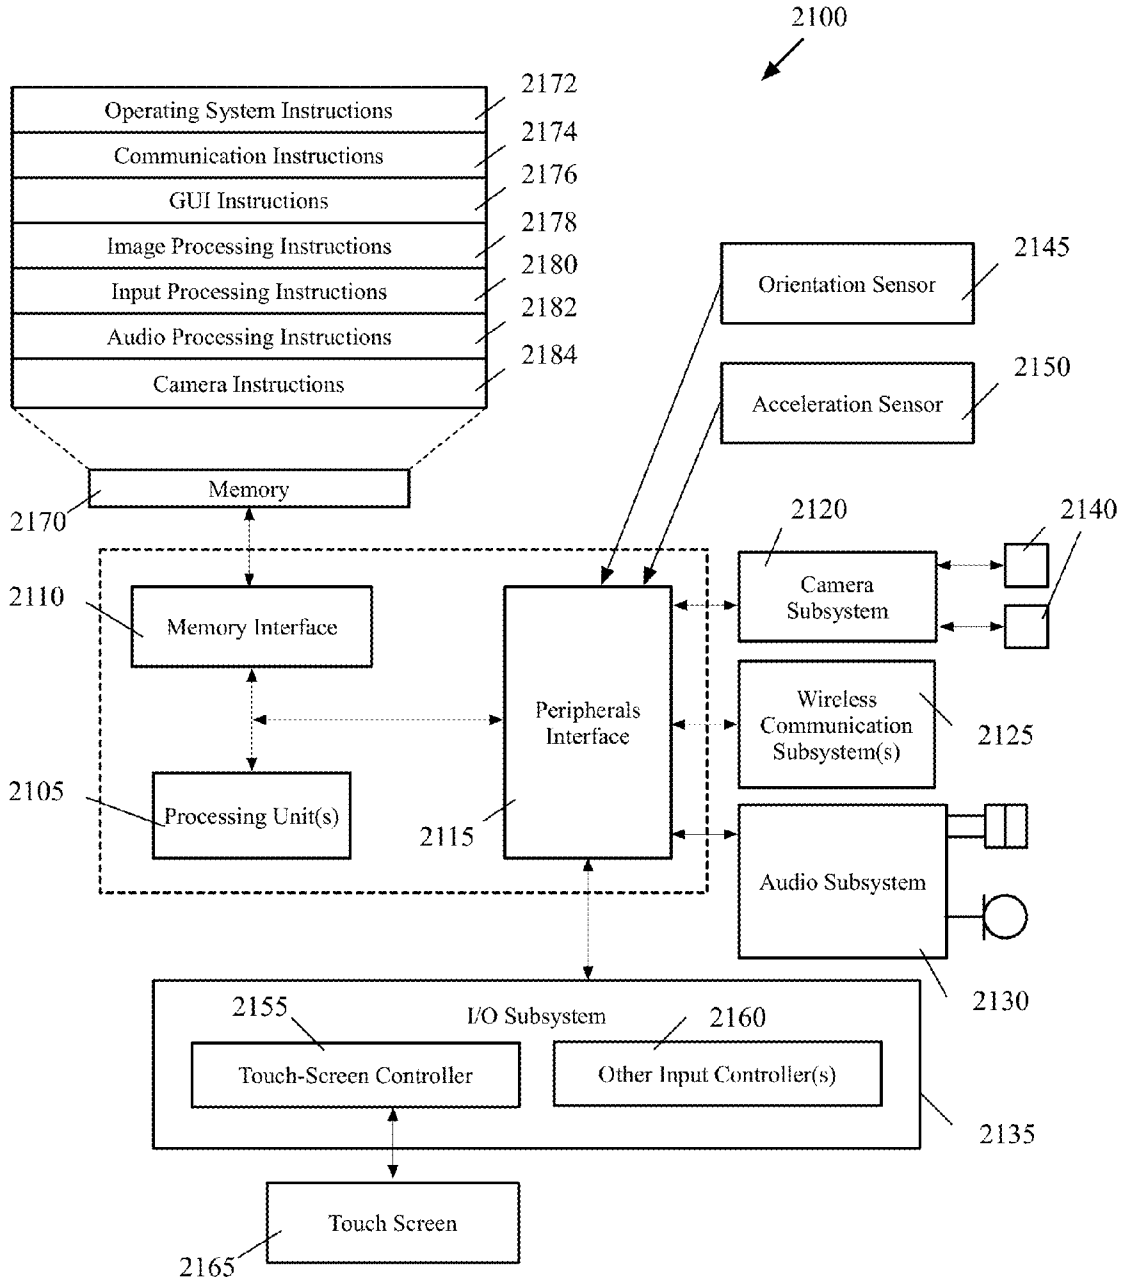 2100
Operating System Instructions
2172
Communication Instructions
2174
GUI Instructions
2176
Image Processing Instructions
2178
Input Processing Instructions
2180
Audio Processing Instructions
2182
Camera Instructions
2184
Orientation Sensor
2145
Acceleration Sensor
2150
Memory
2170
2120
2140
Camera
Subsystem
2110
Memory Interface
Peripherals
Interface
2115
Wireless
Communication
Subsystem(s)
2125
2105
Processing Unit(s)
Audio Subsystem
2130
I/O Subsystem
2155
Touch-Screen Controller
2160
Other Input Controller(s)
2135
Touch Screen
2165